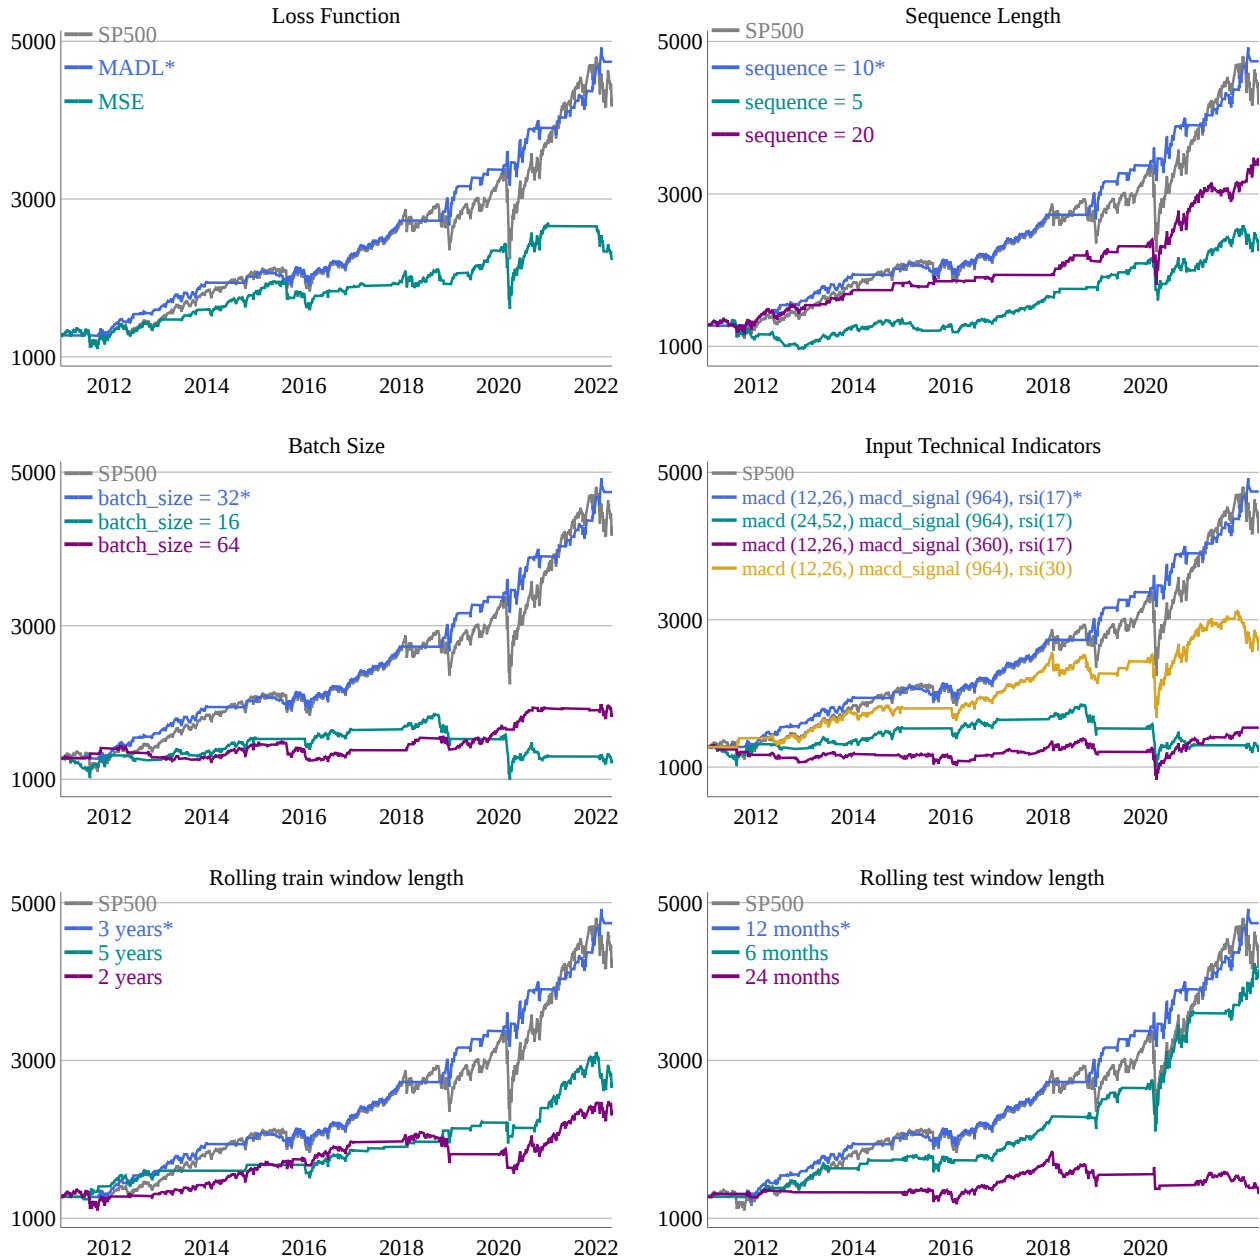 Loss Function
SP500
MADL*
MSE
5000
3000
1000
2012 2014 2016 2018 2020 2022
Sequence Length
SP500
sequence = 10*
sequence = 5
sequence = 20
5000
3000
1000
2012 2014 2016 2018 2020
Batch Size
SP500
batch_size = 32*
batch_size = 16
batch_size = 64
5000
3000
1000
2012 2014 2016 2018 2020 2022
Input Technical Indicators
SP500
macd (12,26,) macd_signal (964), rsi(17)*
macd (24,52,) macd_signal (964), rsi(17)
macd (12,26,) macd_signal (360), rsi(17)
macd (12,26,) macd_signal (964), rsi(30)
5000
3000
1000
2012 2014 2016 2018 2020
Rolling train window length
SP500
3 years*
5 years
2 years
5000
3000
1000
2012 2014 2016 2018 2020 2022
Rolling test window length
SP500
12 months*
6 months
24 months
5000
3000
1000
2012 2014 2016 2018 2020